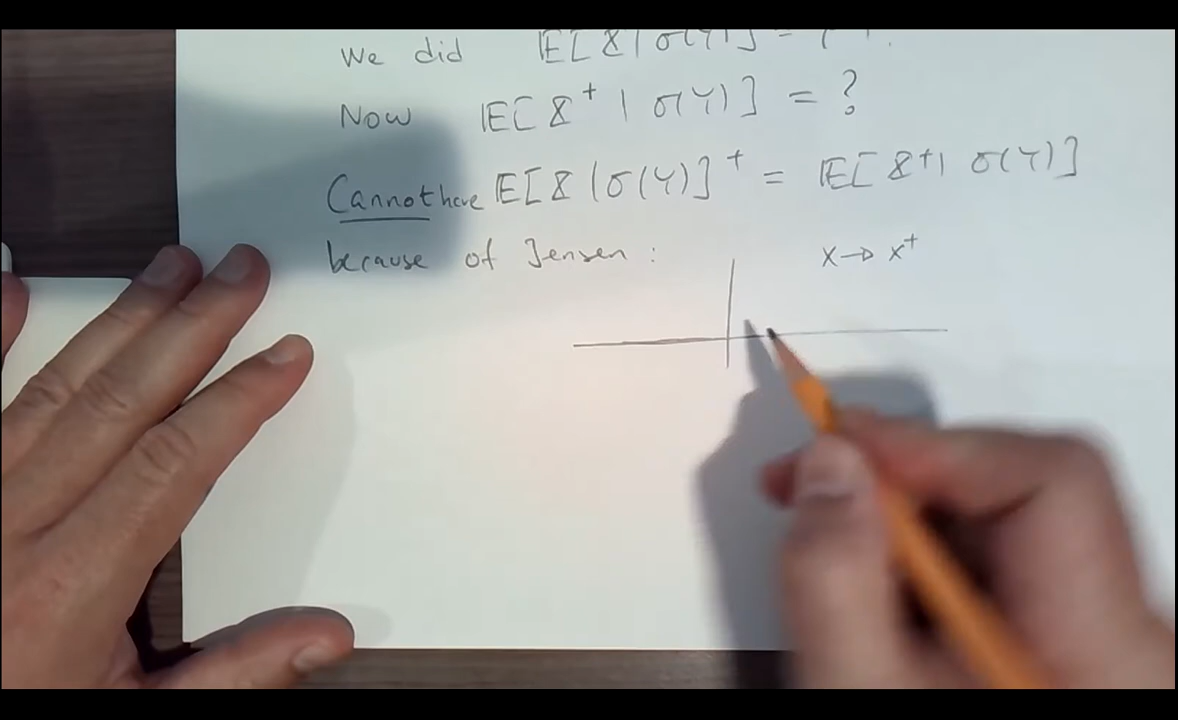 We did E[X|σ(Y)] =
Now E[X⁺ | σ(Y)] = ?
Cannot have E[X|σ(Y)]⁺ = E[X⁺| σ(Y)]
because of Jensen : x → x⁺